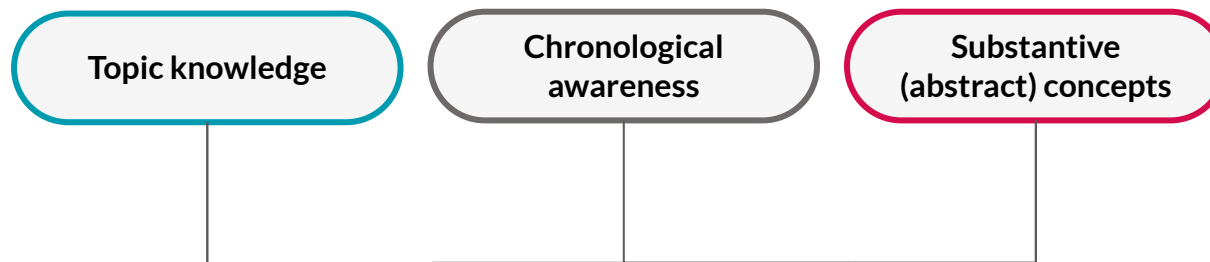 Topic knowledge
Chronological
awareness
Substantive
(abstract) concepts